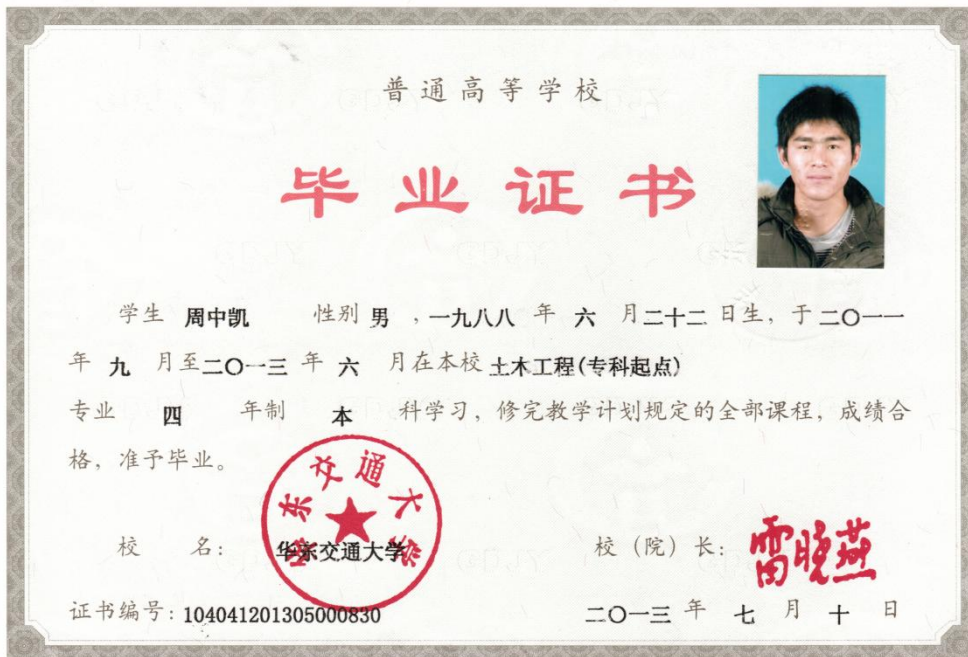 普通高等学校
毕业证书
学生 周中凯 性别 男 ，一九八八 年 六 月二十二 日生，于 二〇一一
年 九 月至二〇一三 年 六 月在本校 土木工程(专科起点)
专业 四 年制 本 科学习，修完教学计划规定的全部课程，成绩合
格，准予毕业。
华东交通大学
校 名： 华东交通大学 校（院）长： 雷晓燕
证书编号：104041201305000830 二〇一三 年 七 月 十 日